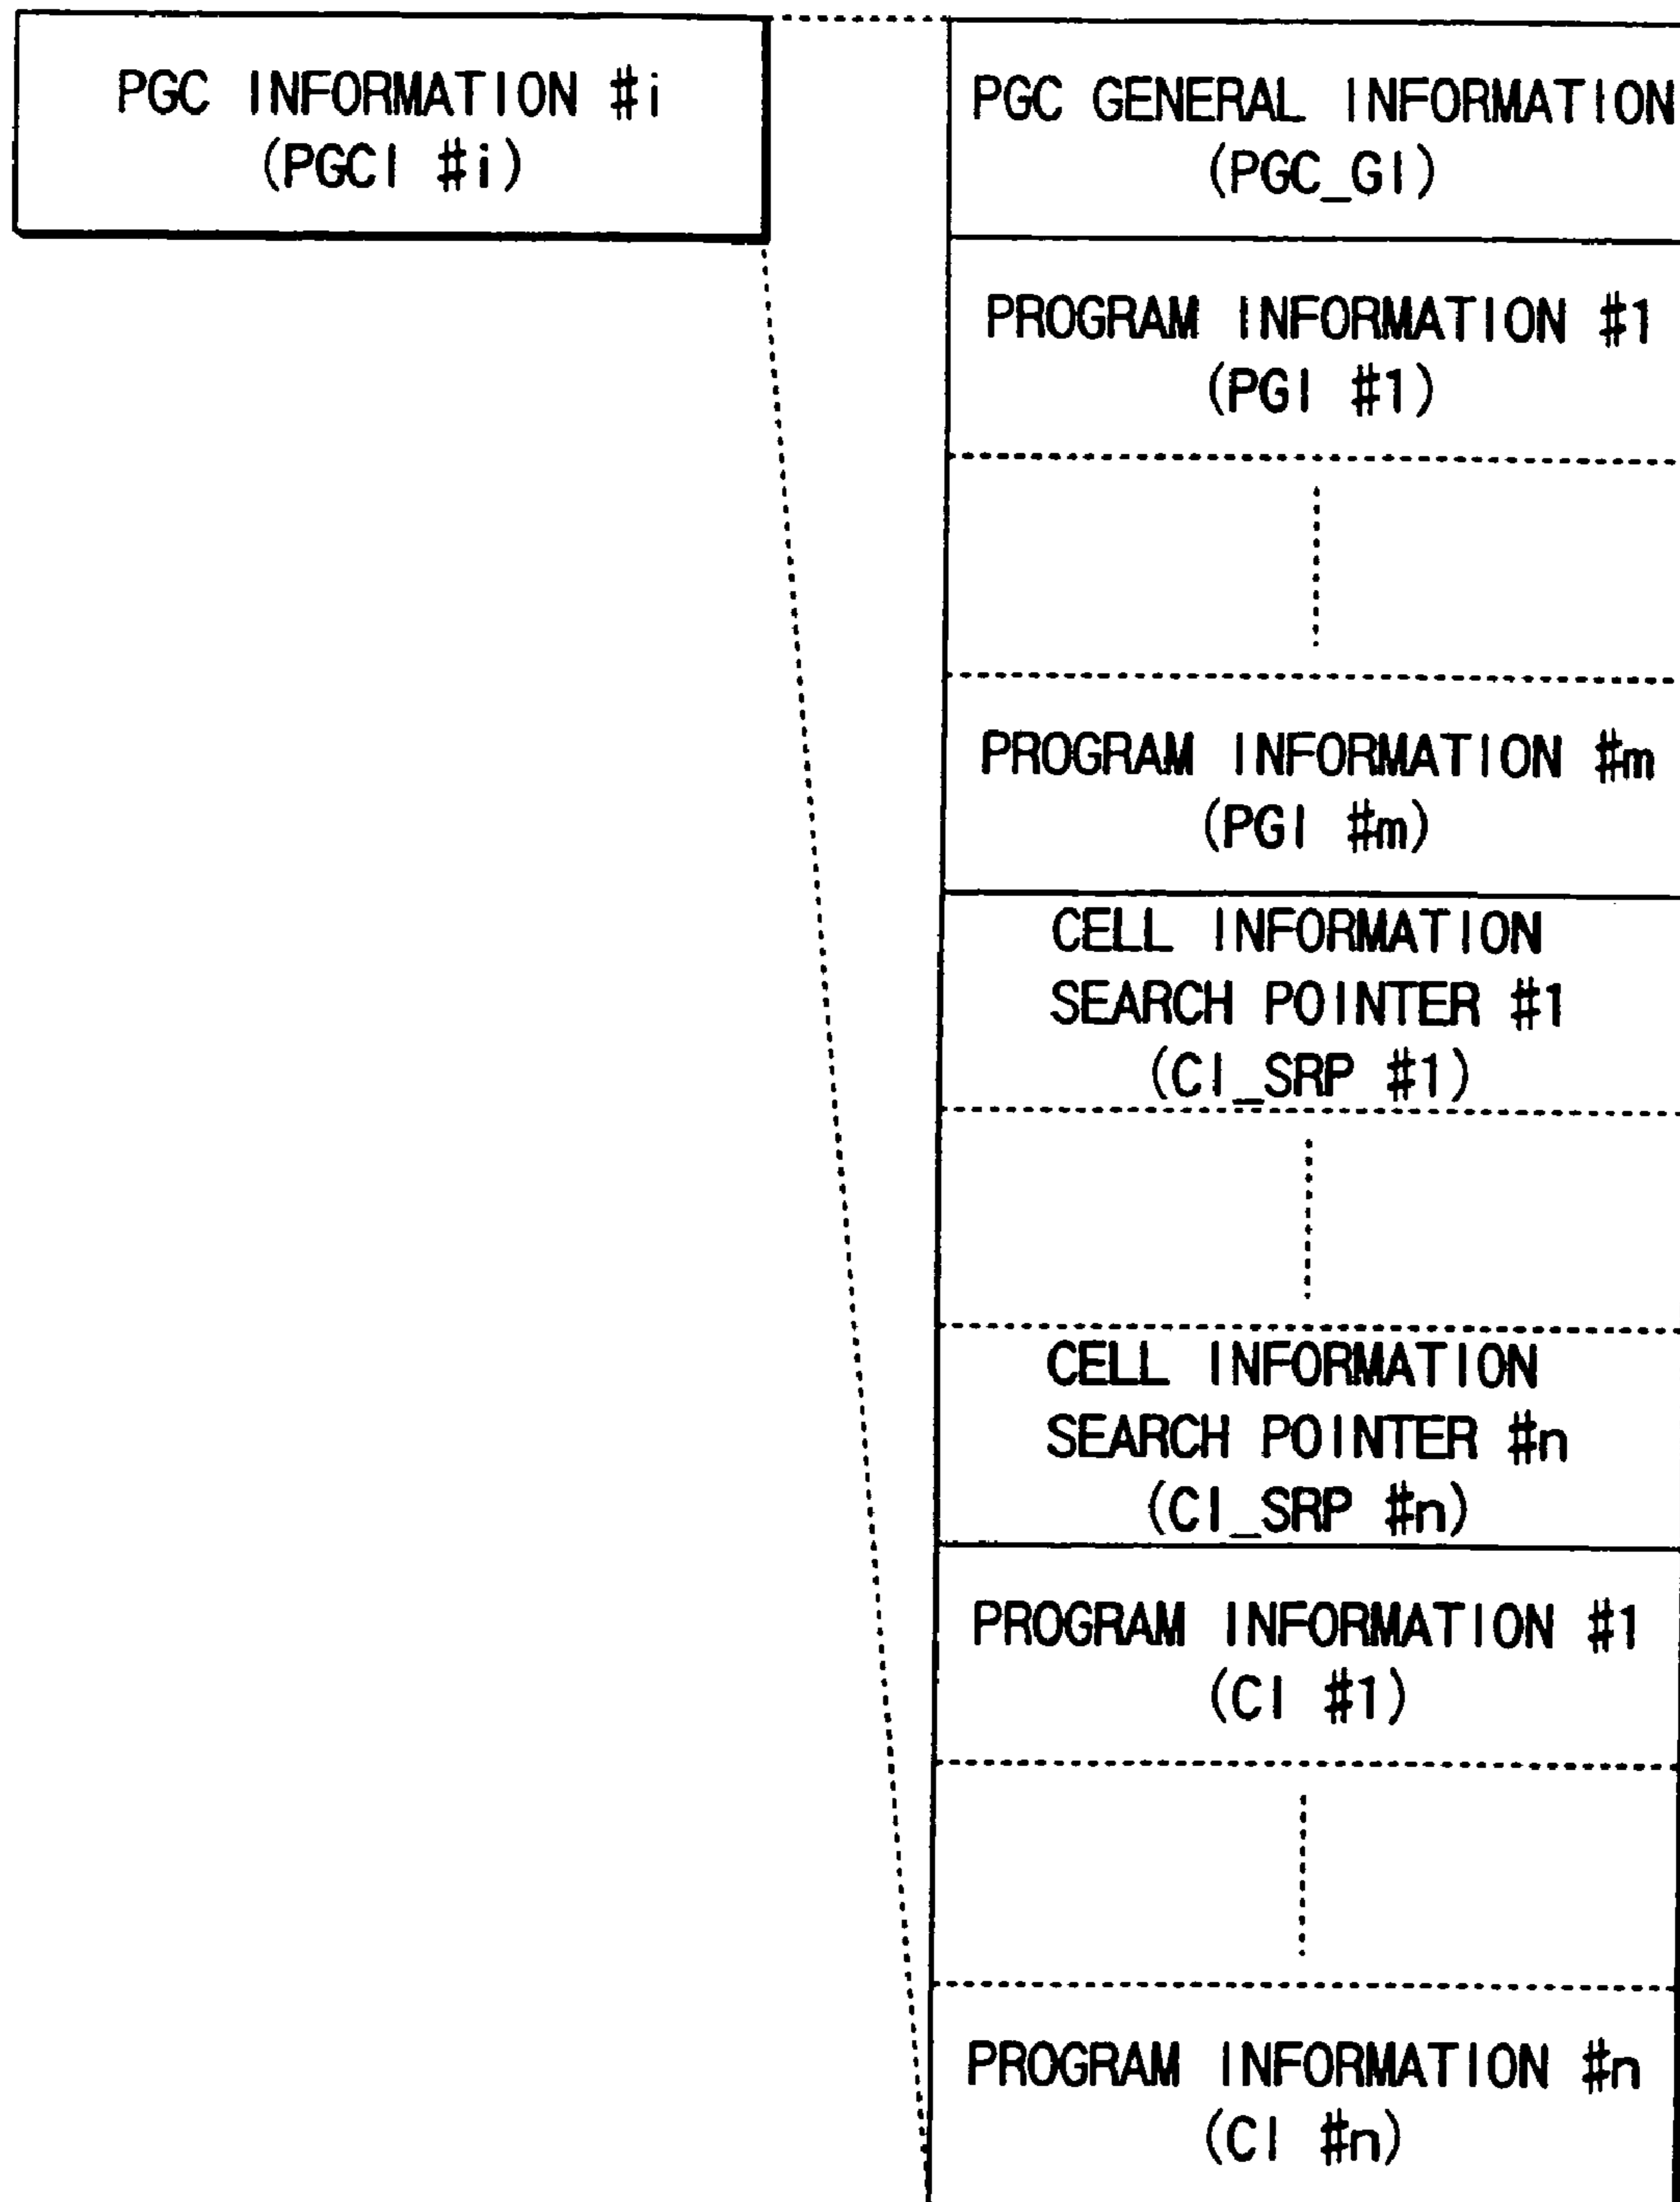 PGC INFORMATION #i
(PGCI #i)
PGC GENERAL INFORMATION
(PGC_GI)
PROGRAM INFORMATION #1
(PGI #1)
PROGRAM INFORMATION #m
(PGI #m)
CELL INFORMATION
SEARCH POINTER #1
(CI_SRP #1)
CELL INFORMATION
SEARCH POINTER #n
(CI_SRP #n)
PROGRAM INFORMATION #1
(CI #1)
PROGRAM INFORMATION #n
(CI #n)